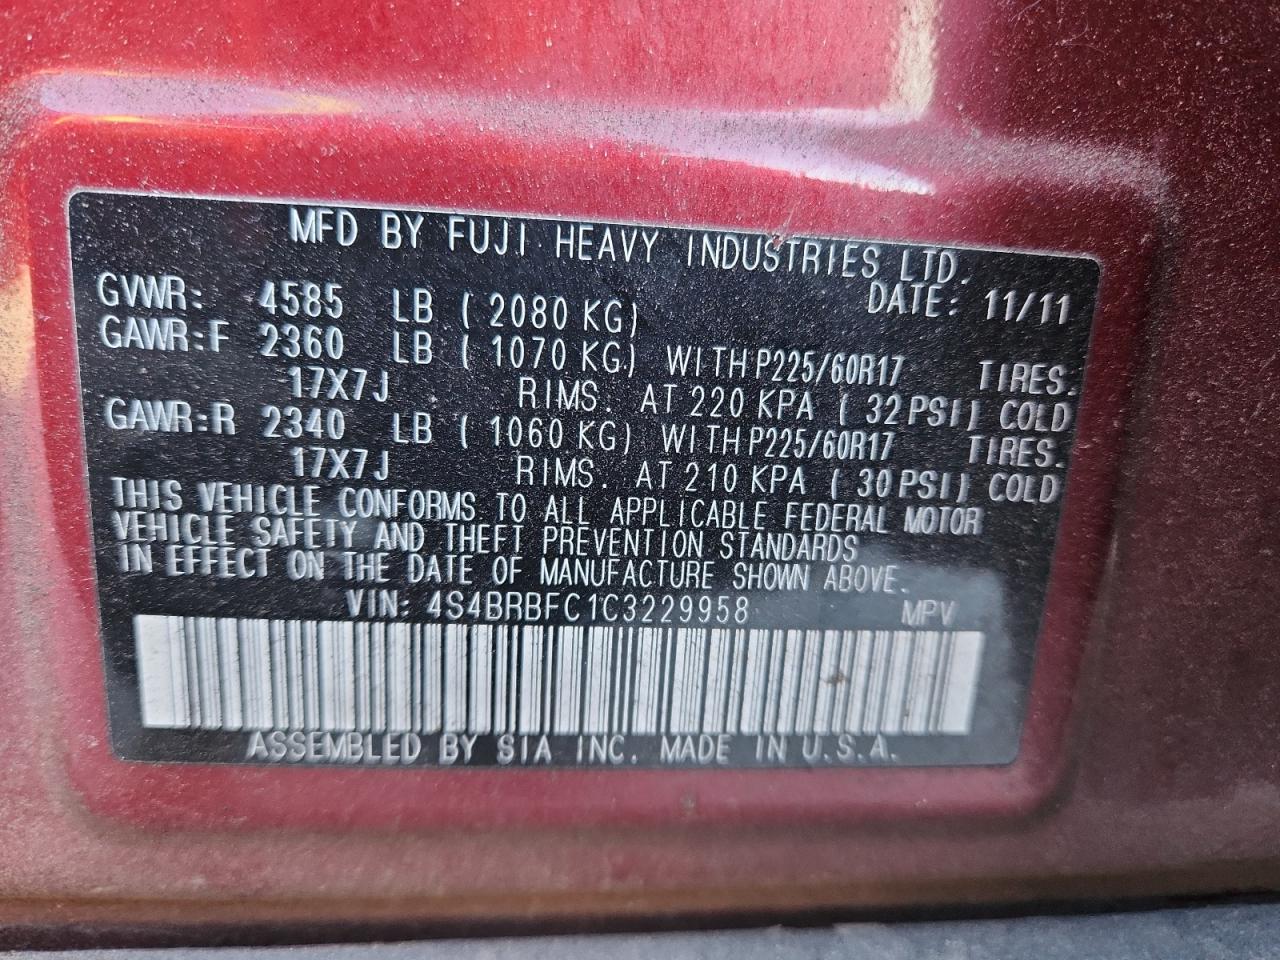 MFD BY FUJI HEAVY INDUSTRIES LTD.
GVWR: 4585 LB ( 2080 KG) DATE: 11/11
GAWR:F 2360 LB ( 1070 KG) WITH P225/60R17 TIRES.
17X7J RIMS. AT 220 KPA ( 32 PSI) COLD
GAWR:R 2340 LB ( 1060 KG) WITH P225/60R17 TIRES.
17X7J RIMS. AT 210 KPA ( 30 PSI) COLD
THIS VEHICLE CONFORMS TO ALL APPLICABLE FEDERAL MOTOR
VEHICLE SAFETY AND THEFT PREVENTION STANDARDS
IN EFFECT ON THE DATE OF MANUFACTURE SHOWN ABOVE.
VIN: 4S4BRBFC1C3229958 MPV
ASSEMBLED BY SIA INC. MADE IN U.S.A.